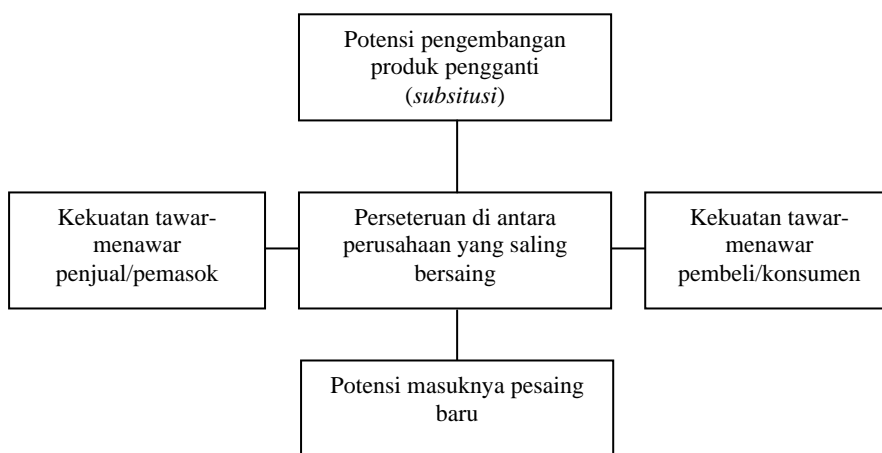 Potensi pengembangan
produk pengganti
(subsitusi)
Kekuatan tawar-
menawar
penjual/pemasok
Perseteruan di antara
perusahaan yang saling
bersaing
Kekuatan tawar-
menawar
pembeli/konsumen
Potensi masuknya pesaing
baru